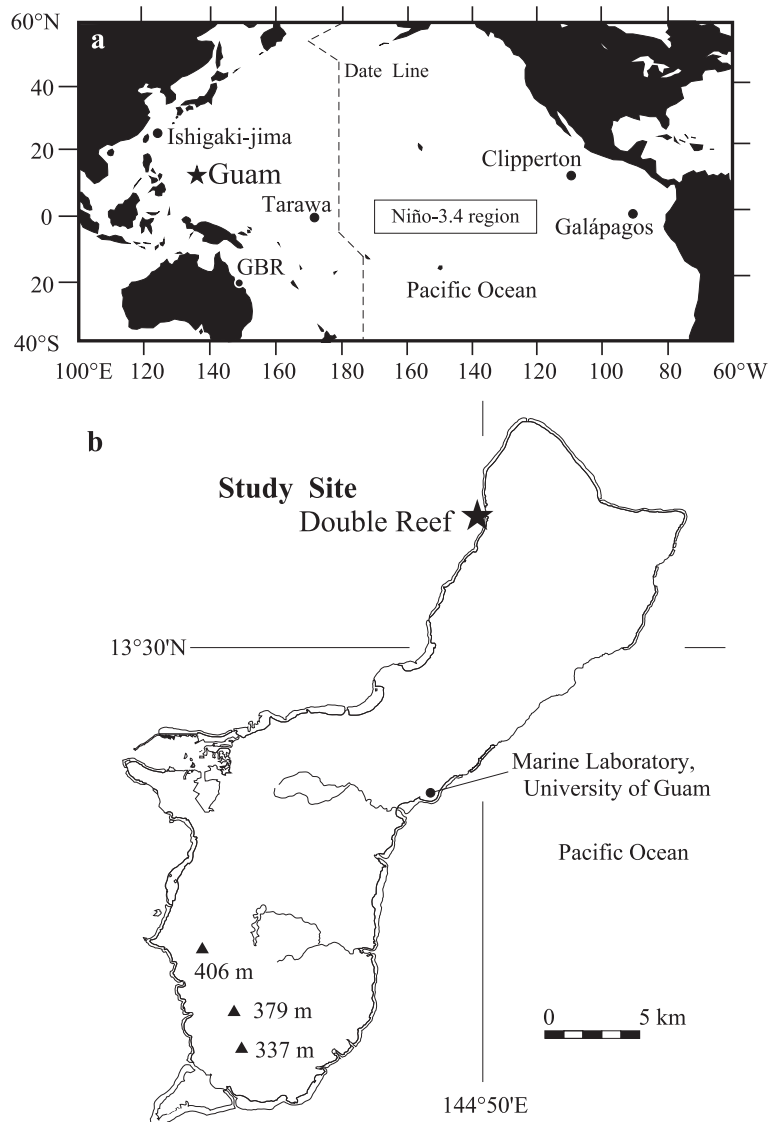 60°N
a
Date Line
40
Ishigaki-jima
20
Guam
Clipperton
Tarawa
0
Niño-3.4 region
Galápagos
GBR
20
Pacific Ocean
40°S
100°E 120 140 160 180 160 140 120 100 80 60°W
b
Study Site
Double Reef
13°30'N
Marine Laboratory,
University of Guam
Pacific Ocean
406 m
379 m
337 m
0 5 km
144°50'E